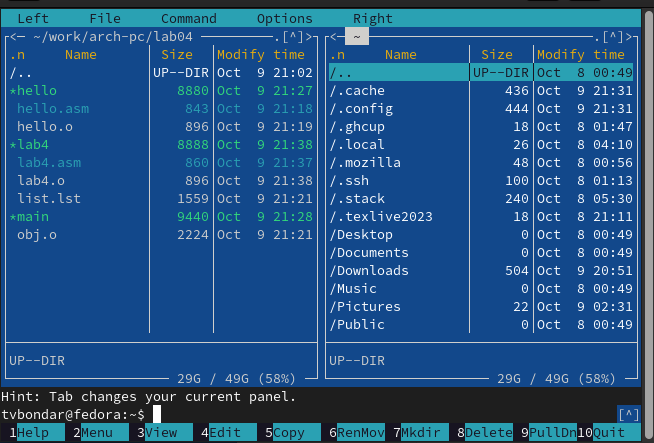 Left File Command Options Right
<─ ~/work/arch-pc/lab04 .[^]> <─ ~ .[^]>
.n Name Size Modify time .n Name Size Modify time
/.. UP--DIR Oct 9 21:02 /.. UP--DIR Oct 8 00:49
*hello 8880 Oct 9 21:27 /.cache 436 Oct 9 21:31
hello.asm 843 Oct 9 21:18 /.config 444 Oct 9 21:31
hello.o 896 Oct 9 21:19 /.ghcup 18 Oct 8 01:47
*lab4 8888 Oct 9 21:38 /.local 26 Oct 8 04:10
lab4.asm 860 Oct 9 21:37 /.mozilla 48 Oct 8 00:56
lab4.o 896 Oct 9 21:38 /.ssh 100 Oct 8 01:13
list.lst 1559 Oct 9 21:21 /.stack 240 Oct 8 05:30
*main 9440 Oct 9 21:28 /.texlive2023 18 Oct 8 21:11
obj.o 2224 Oct 9 21:21 /Desktop 0 Oct 8 00:49
/Documents 0 Oct 8 00:49
/Downloads 504 Oct 9 20:51
/Music 0 Oct 8 00:49
/Pictures 22 Oct 9 02:31
/Public 0 Oct 8 00:49
UP--DIR UP--DIR
29G / 49G (58%) 29G / 49G (58%)
Hint: Tab changes your current panel.
tvbondar@fedora:~$ [^]
1Help 2Menu 3View 4Edit 5Copy 6RenMov 7Mkdir 8Delete 9PullDn 10Quit